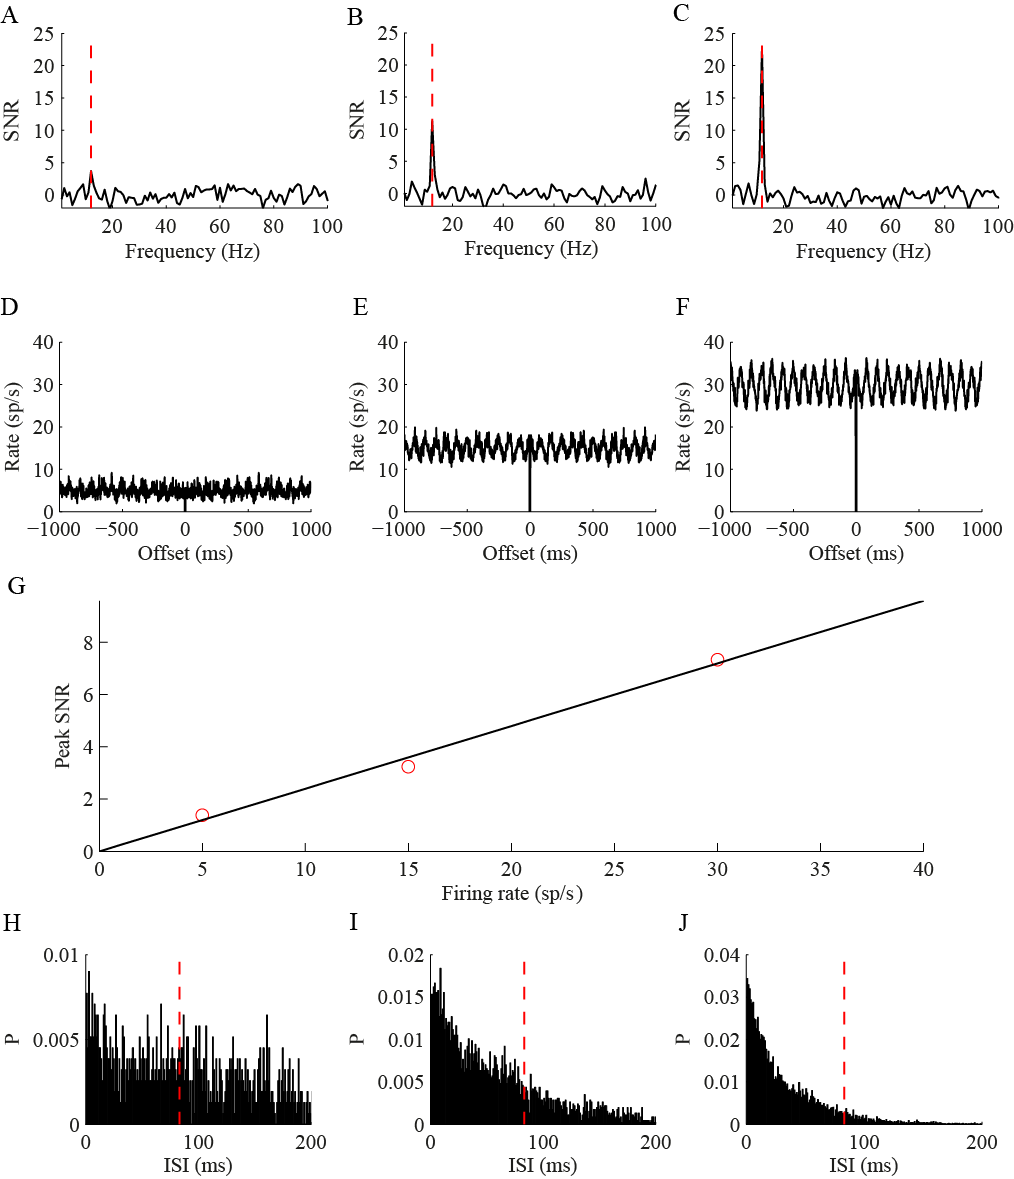 A
B
C
25
20
15
10
5
0
SNR
20 40 60 80 100
Frequency (Hz)
25
20
15
10
5
0
SNR
20 40 60 80 100
Frequency (Hz)
25
20
15
10
5
0
SNR
20 40 60 80 100
Frequency (Hz)
D
E
F
40
30
20
10
0
Rate (sp/s)
−1000 −500 0 500 1000
Offset (ms)
40
30
20
10
0
Rate (sp/s)
−1000 −500 0 500 1000
Offset (ms)
40
30
20
10
0
Rate (sp/s)
−1000 −500 0 500 1000
Offset (ms)
G
8
6
4
2
0
Peak SNR
0 5 10 15 20 25 30 35 40
Firing rate (sp/s)
H
I
J
0.01
0.005
0
P
0 100 200
ISI (ms)
0.02
0.015
0.01
0.005
0
P
0 100 200
ISI (ms)
0.04
0.03
0.02
0.01
0
P
0 100 200
ISI (ms)